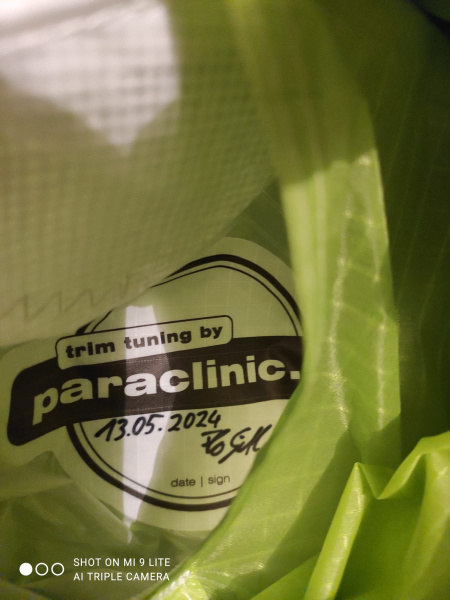 trim tuning by
paraclinic.
13.05.2024
date | sign
SHOT ON MI 9 LITE
AI TRIPLE CAMERA